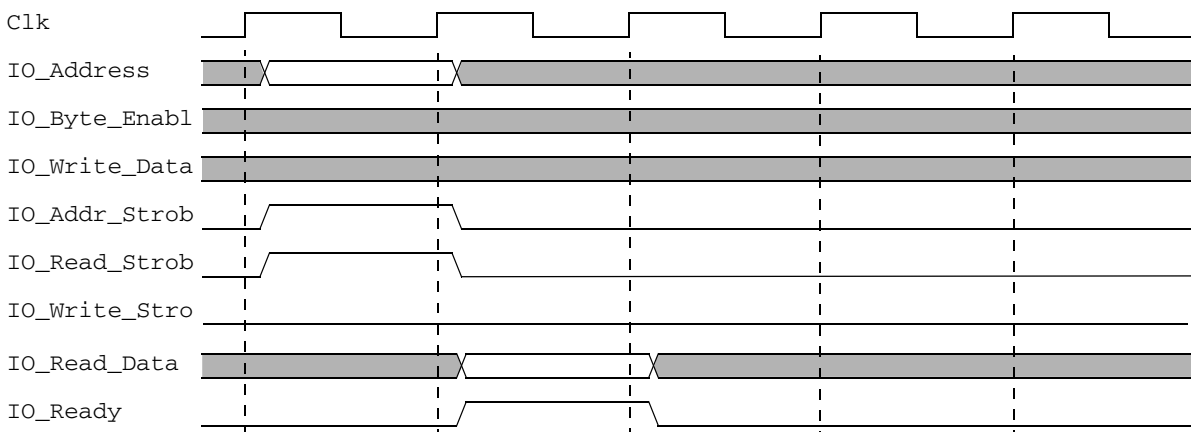 Clk
IO_Address
IO_Byte_Enabl
IO_Write_Data
IO_Addr_Strob
IO_Read_Strob
IO_Write_Stro
IO_Read_Data
IO_Ready